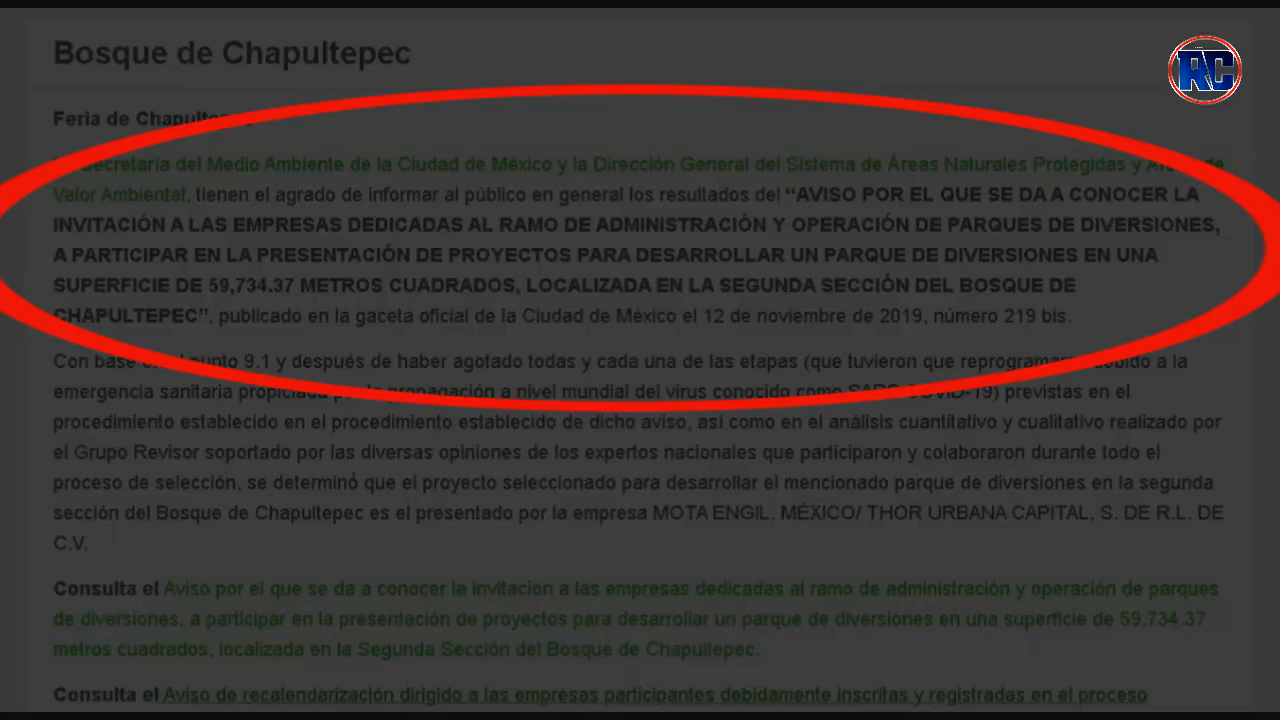 Bosque de Chapultepec
RC
Feria de Chapultepec
Secretaría del Medio Ambiente de la Ciudad de México y la Dirección General del Sistema de Áreas Naturales Protegidas y de
Valor Ambiental, tienen el agrado de informar al público en general los resultados del “AVISO POR EL QUE SE DA A CONOCER LA
INVITACIÓN A LAS EMPRESAS DEDICADAS AL RAMO DE ADMINISTRACIÓN Y OPERACIÓN DE PARQUES DE DIVERSIONES,
A PARTICIPAR EN LA PRESENTACIÓN DE PROYECTOS PARA DESARROLLAR UN PARQUE DE DIVERSIONES EN UNA
SUPERFICIE DE 59,734.37 METROS CUADRADOS, LOCALIZADA EN LA SEGUNDA SECCIÓN DEL BOSQUE DE
CHAPULTEPEC”, publicado en la gaceta oficial de la Ciudad de México el 12 de noviembre de 2019, número 219 bis.
Con base punto 9.1 y después de haber agotado todas y cada una de las etapas (que tuvieron que reprogramar debido a la
emergencia sanitaria propiciada la propagación a nivel mundial del virus conocido como COVID-19) previstas en el
procedimiento establecido en el procedimiento establecido de dicho aviso, así como en el análisis cuantitativo y cualitativo realizado por
el Grupo Revisor soportado por las diversas opiniones de los expertos nacionales que participaron y colaboraron durante todo el
proceso de selección, se determinó que el proyecto seleccionado para desarrollar el mencionado parque de diversiones en la segunda
sección del Bosque de Chapultepec es el presentado por la empresa MOTA ENGIL, MÉXICO/ THOR URBANA CAPITAL, S. DE R.L. DE
C.V.
Consulta el Aviso por el que se da a conocer la invitación a las empresas dedicadas al ramo de administración y operación de parques
de diversiones, a participar en la presentación de proyectos para desarrollar un parque de diversiones en una superficie de 59,734.37
metros cuadrados, localizada en la Segunda Sección del Bosque de Chapultepec.
Consulta el Aviso de recalendarización dirigido a las empresas participantes debidamente inscritas y registradas en el proceso